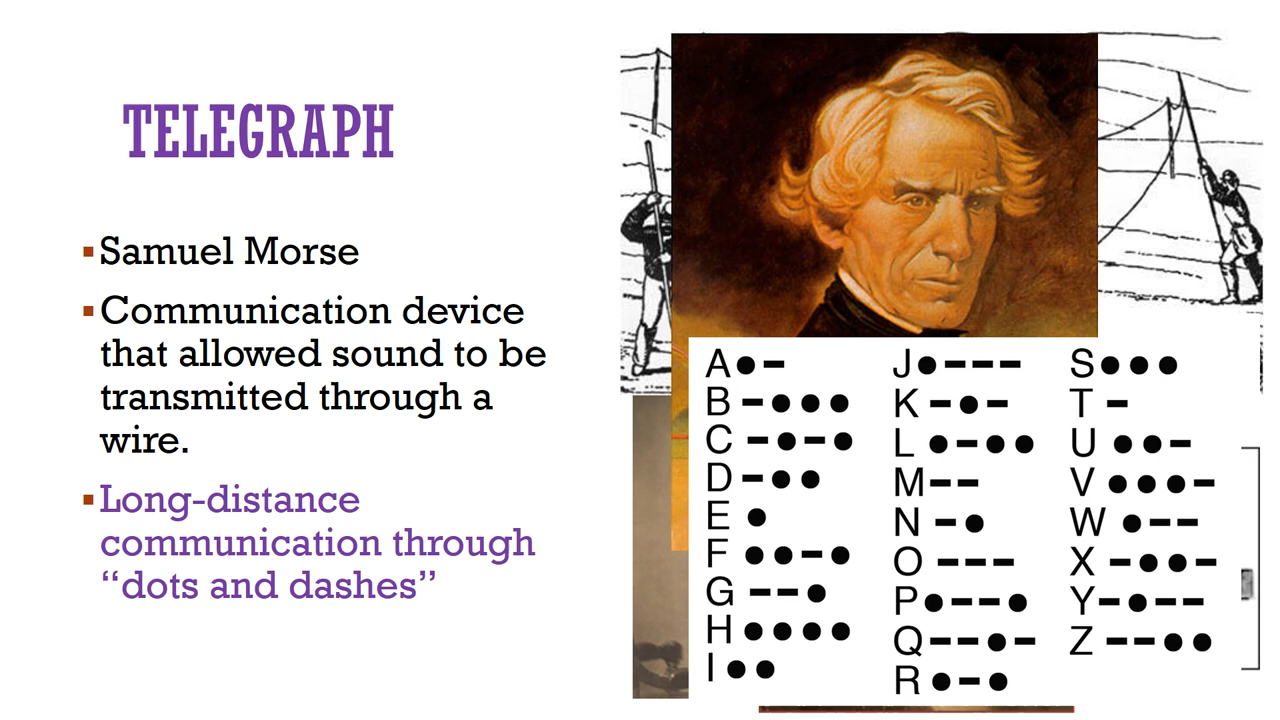 TELEGRAPH
▪Samuel Morse
▪Communication device
that allowed sound to be
transmitted through a
wire.
▪Long-distance
communication through
“dots and dashes”
A●–
B –●●●
C –●–●
D –●●
E ●
F ●●–●
G ––●
H ●●●●
I ●●
J●–––
K –●–
L ●–●●
M––
N –●
O –––
P●––●
Q––●–
R ●–●
S●●●
T –
U ●●–
V ●●●–
W ●––
X –●●–
Y–●––
Z ––●●